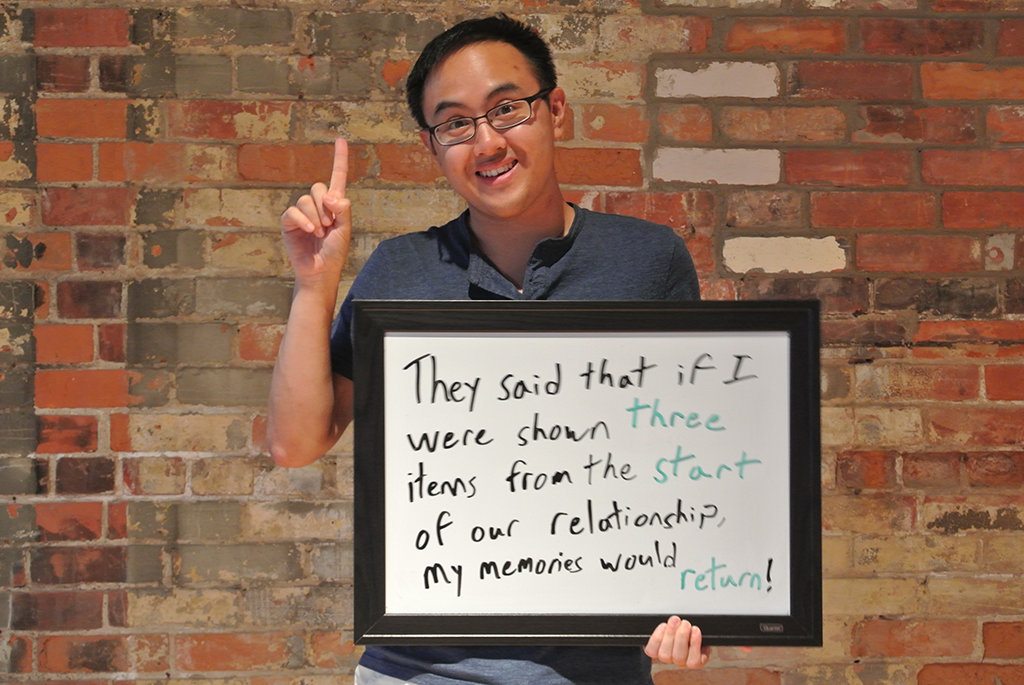 They said that if I
were shown three
items from the start
of our relationship,
my memories would
return!